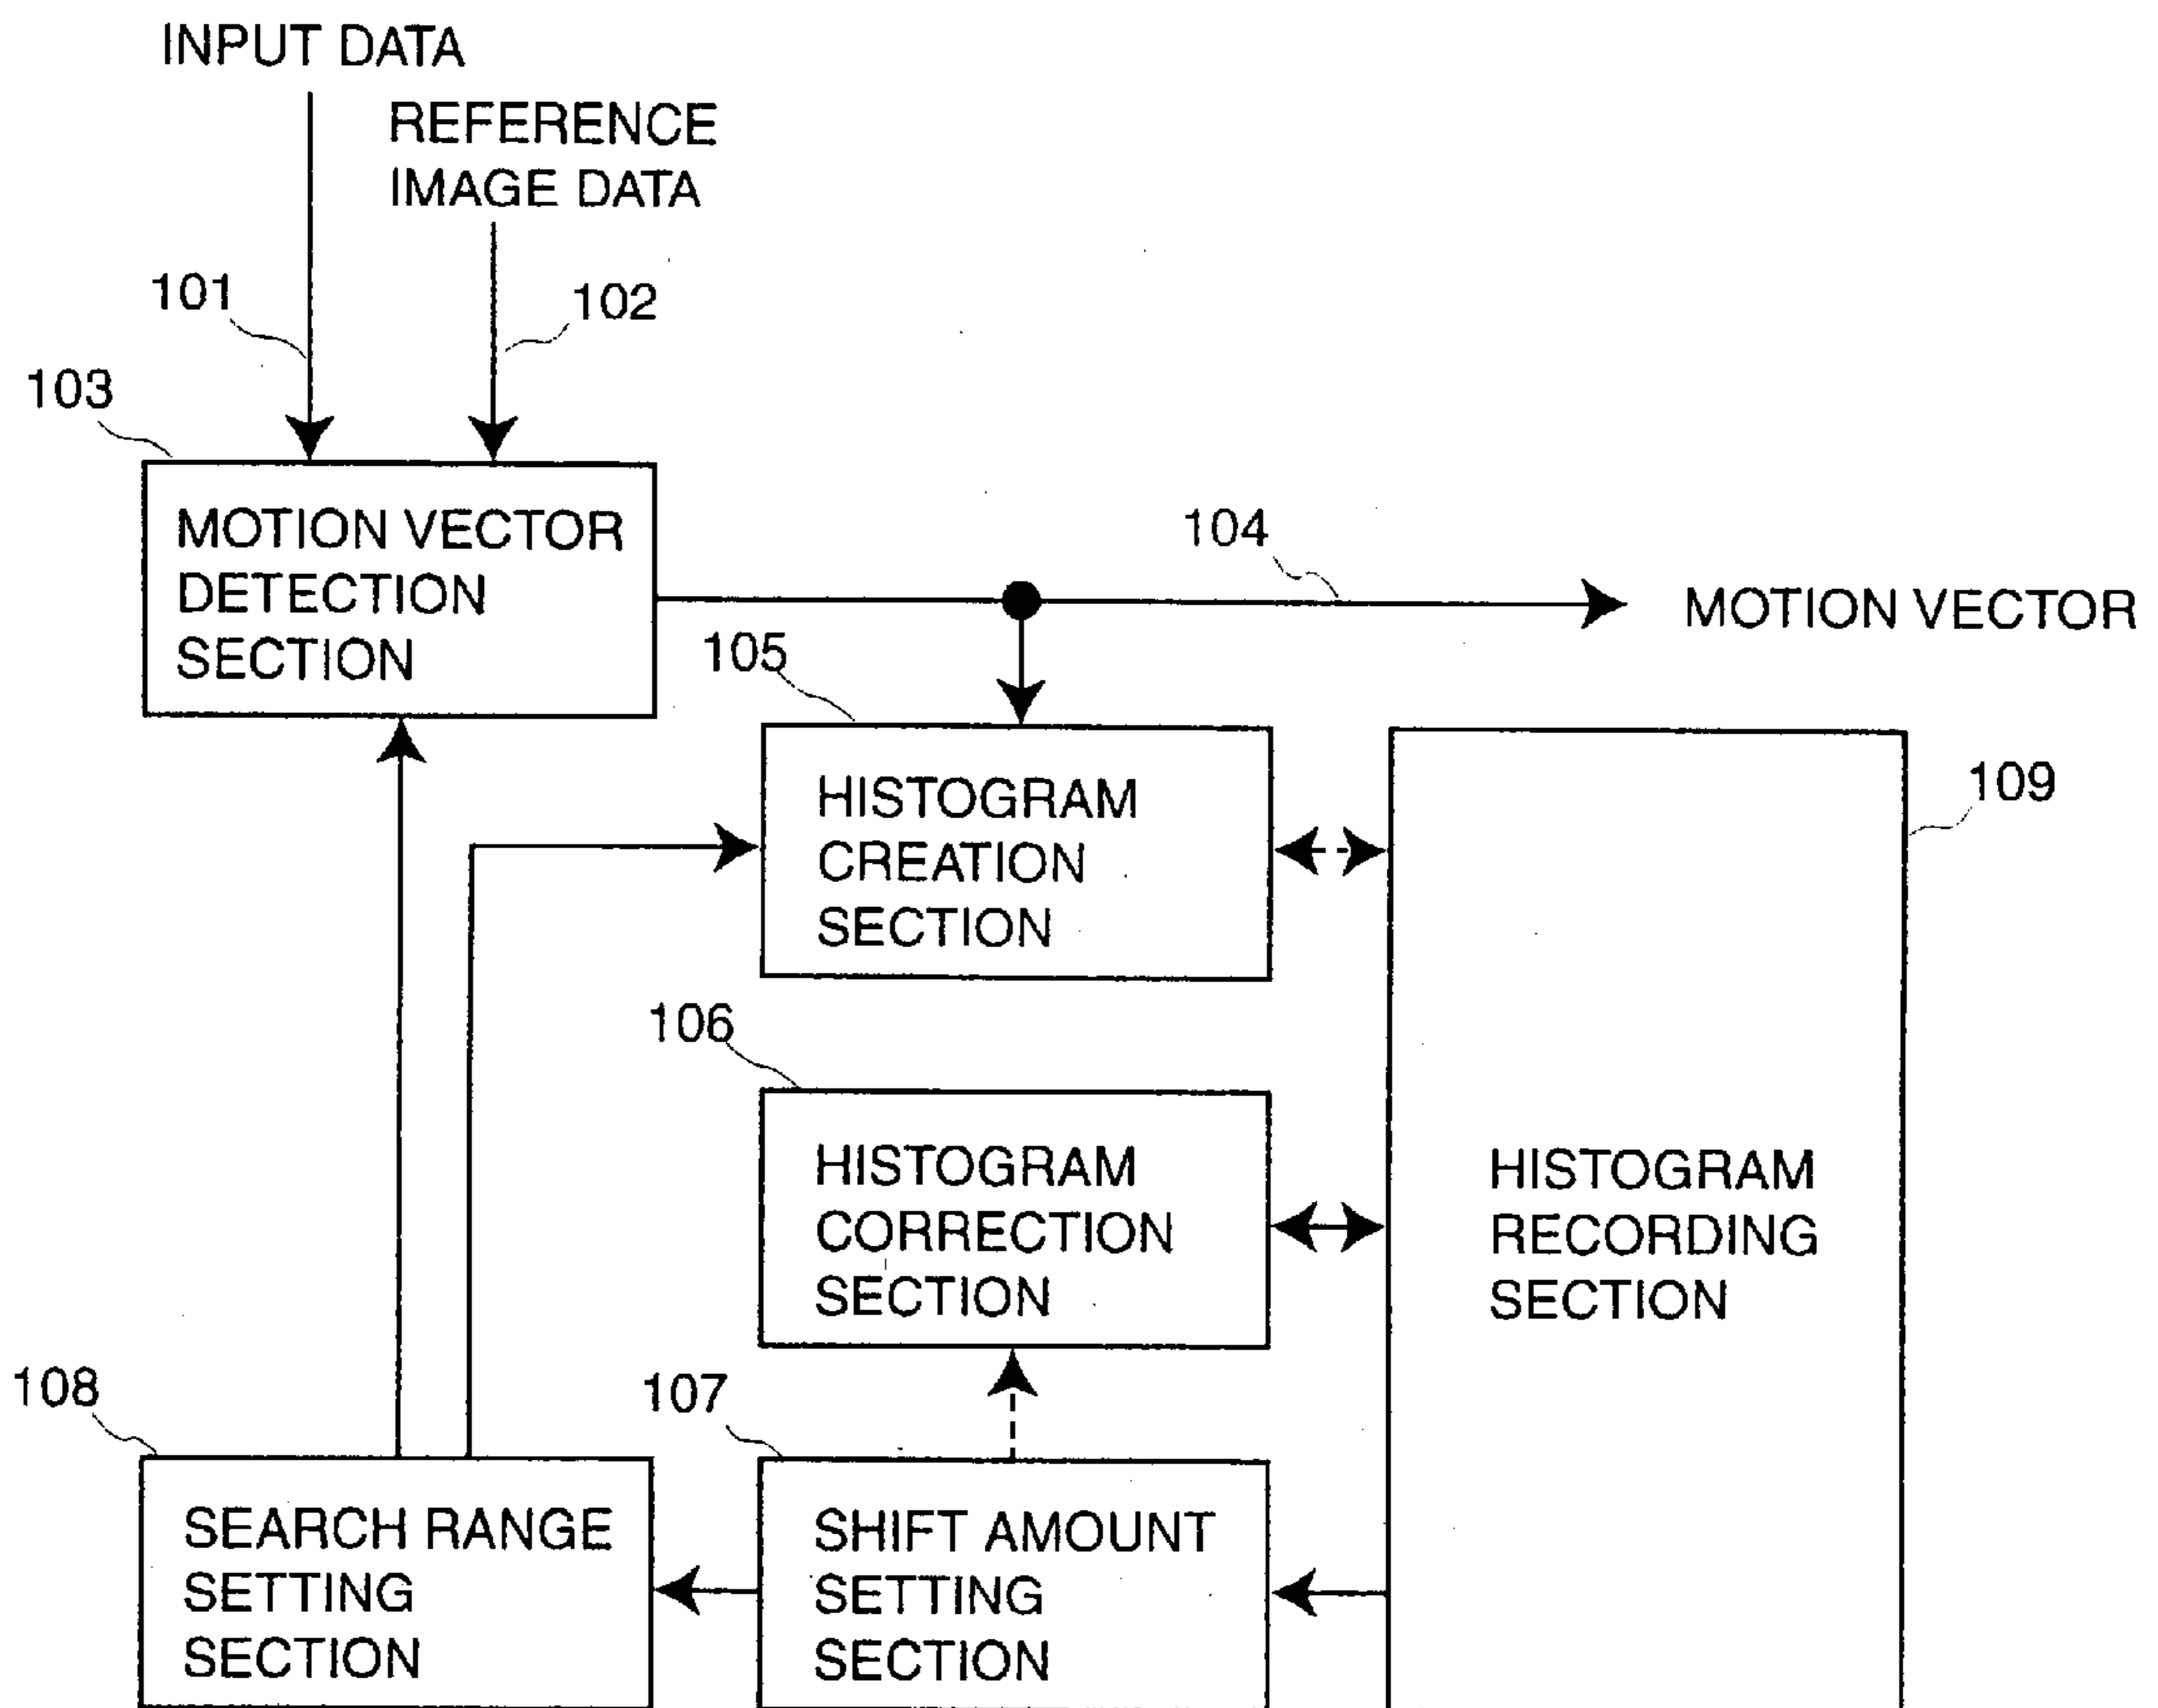 INPUT DATA
REFERENCE
IMAGE DATA
101
102
103
MOTION VECTOR
DETECTION
SECTION
104
MOTION VECTOR
105
HISTOGRAM
CREATION
SECTION
109
106
HISTOGRAM
CORRECTION
SECTION
HISTOGRAM
RECORDING
SECTION
108
107
SEARCH RANGE
SETTING
SECTION
SHIFT AMOUNT
SETTING
SECTION